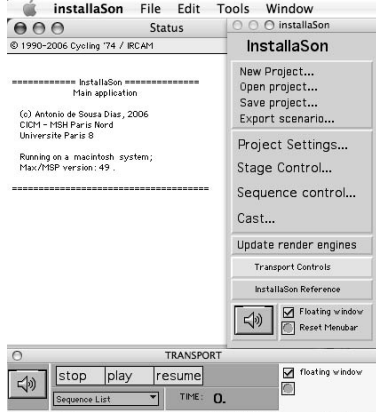 installaSon File Edit Tools Window
Status
© 1990-2006 Cycling '74 / IRCAM
============ InstallaSon ==============
Main application
(c) Antonio de Sousa Dias, 2006
CICM - MSH Paris Nord
Universite Paris 8
Running on a macintosh system;
Max/MSP version: 49 .
=====================================
installaSon
InstallaSon
New Project...
Open project...
Save project...
Export scenario...
Project Settings...
Stage Control...
Sequence control...
Cast...
Update render engines
Transport Controls
InstallaSon Reference
Floating window
Reset Menubar
TRANSPORT
stop play resume
Sequence List
TIME: 0.
floating window